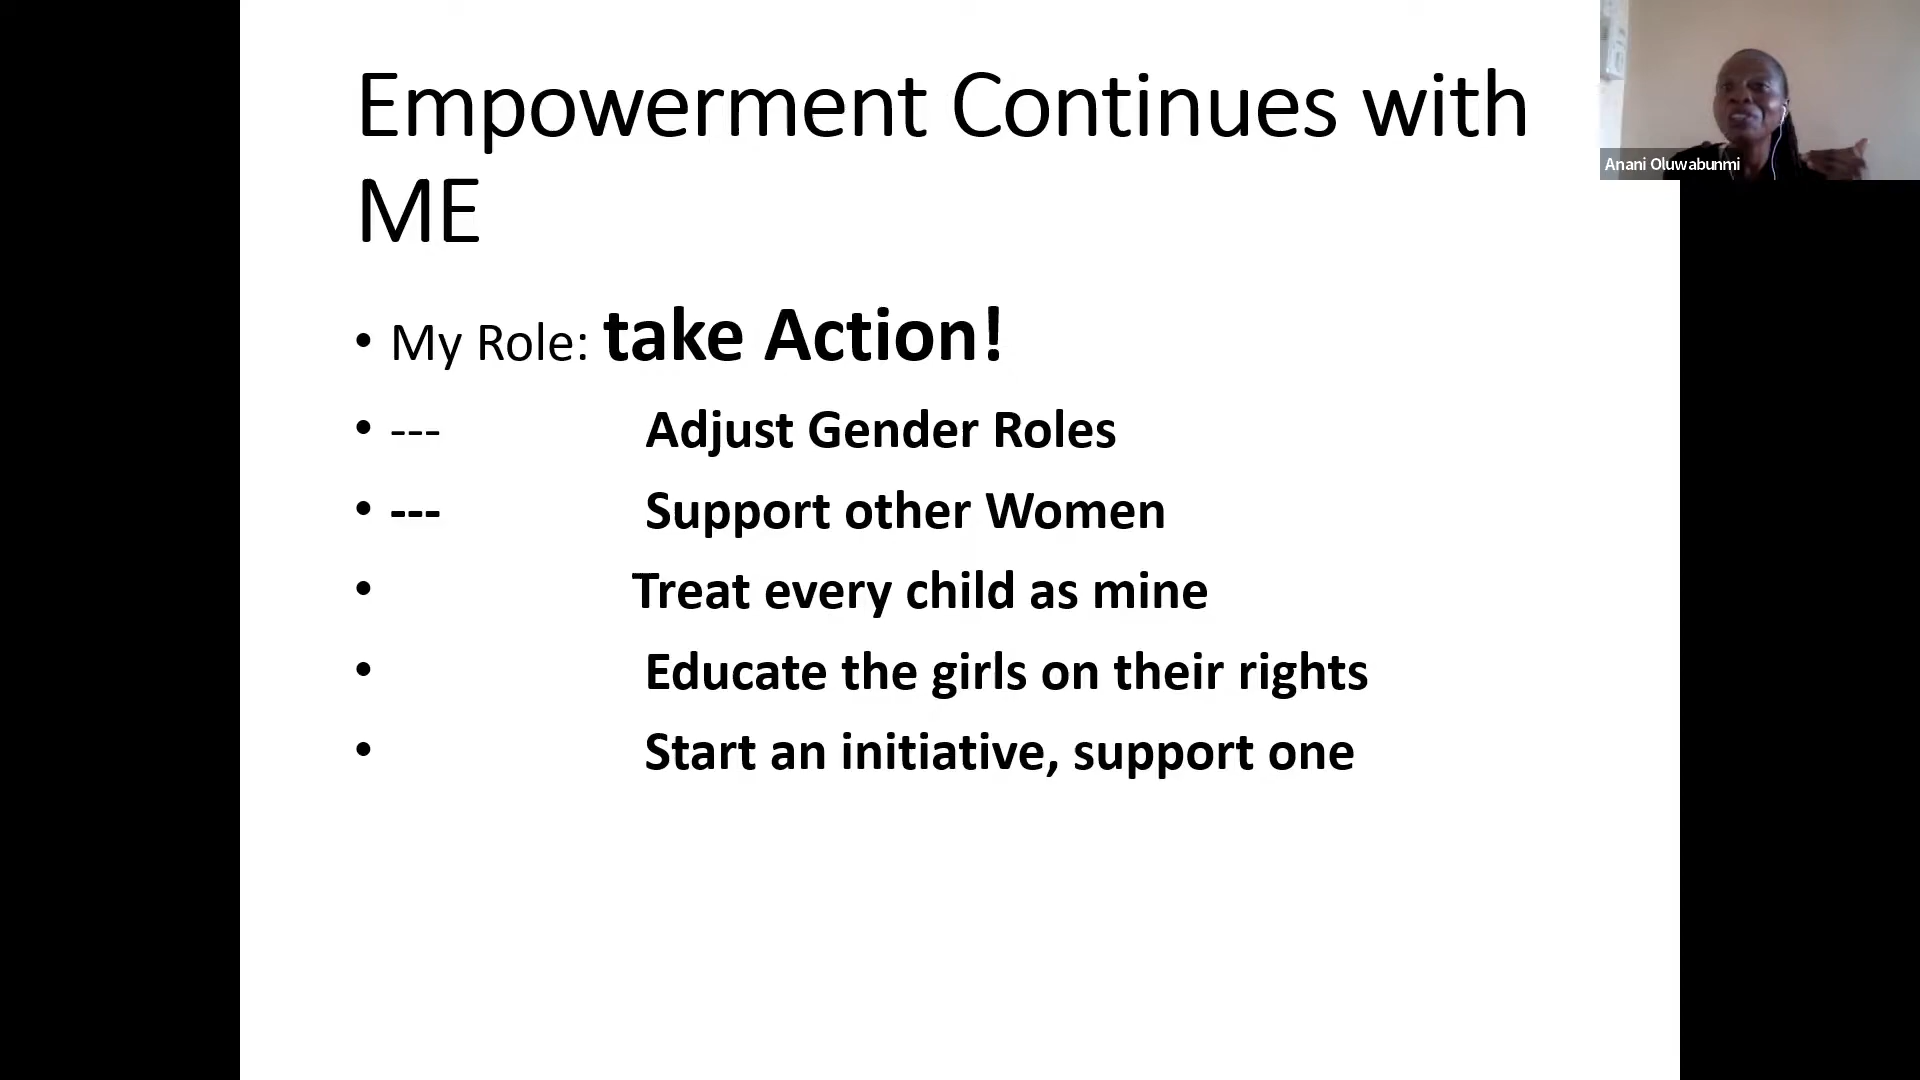 Empowerment Continues with
ME
• My Role: take Action!
• --- Adjust Gender Roles
• --- Support other Women
• Treat every child as mine
• Educate the girls on their rights
• Start an initiative, support one
Anani Oluwabunmi